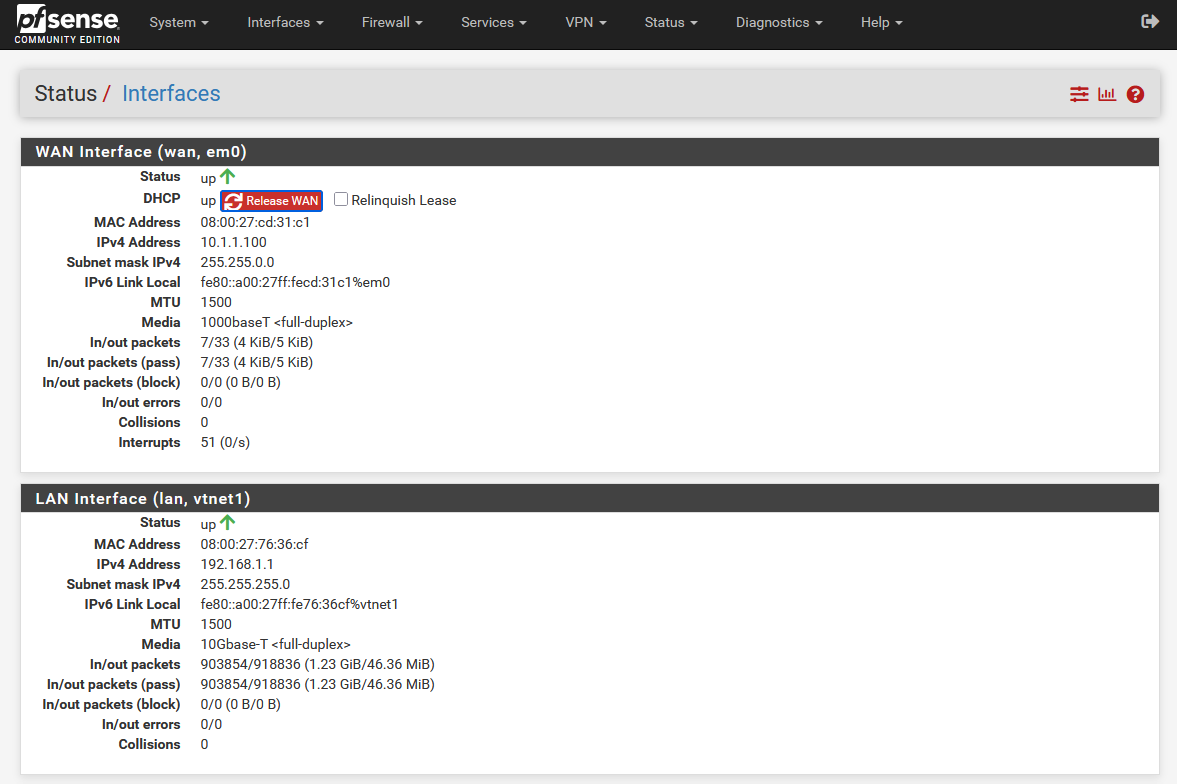 pfsense
COMMUNITY EDITION
System Interfaces Firewall Services VPN Status Diagnostics Help
Status / Interfaces
WAN Interface (wan, em0)
Status up
DHCP up Release WAN Relinquish Lease
MAC Address 08:00:27:cd:31:c1
IPv4 Address 10.1.1.100
Subnet mask IPv4 255.255.0.0
IPv6 Link Local fe80::a00:27ff:fecd:31c1%em0
MTU 1500
Media 1000baseT <full-duplex>
In/out packets 7/33 (4 KiB/5 KiB)
In/out packets (pass) 7/33 (4 KiB/5 KiB)
In/out packets (block) 0/0 (0 B/0 B)
In/out errors 0/0
Collisions 0
Interrupts 51 (0/s)
LAN Interface (lan, vtnet1)
Status up
MAC Address 08:00:27:76:36:cf
IPv4 Address 192.168.1.1
Subnet mask IPv4 255.255.255.0
IPv6 Link Local fe80::a00:27ff:fe76:36cf%vtnet1
MTU 1500
Media 10Gbase-T <full-duplex>
In/out packets 903854/918836 (1.23 GiB/46.36 MiB)
In/out packets (pass) 903854/918836 (1.23 GiB/46.36 MiB)
In/out packets (block) 0/0 (0 B/0 B)
In/out errors 0/0
Collisions 0